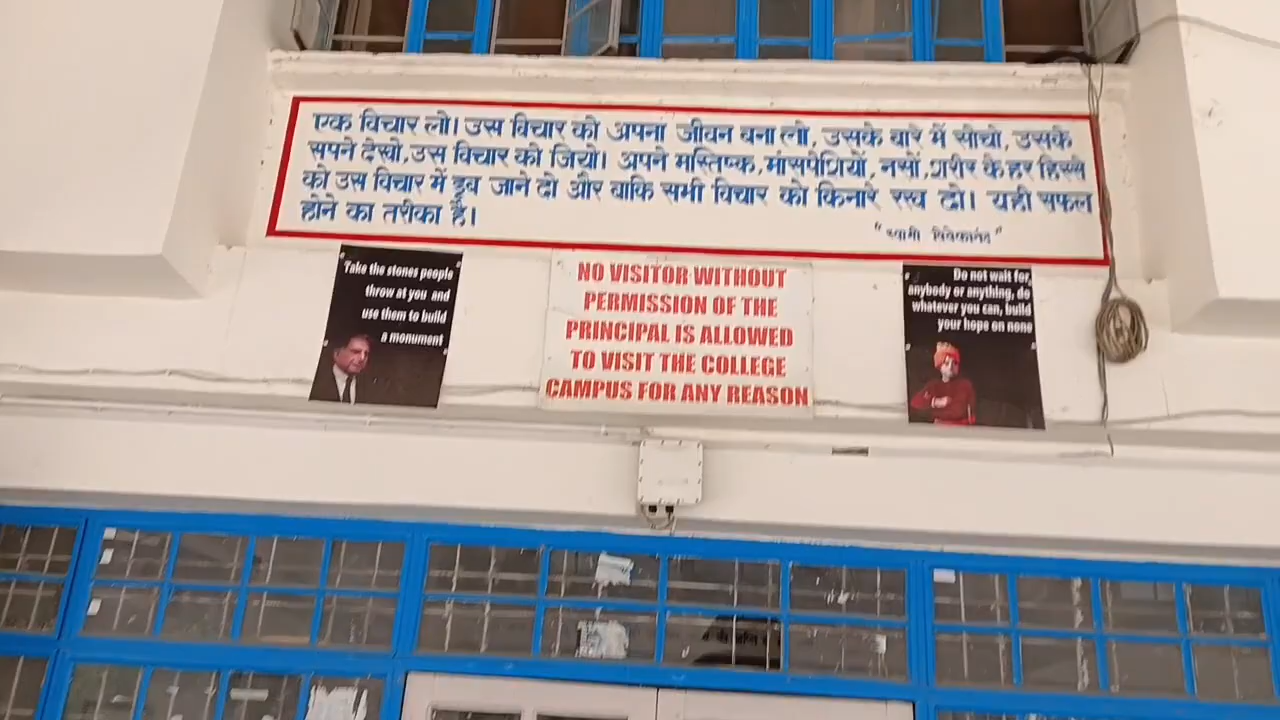 एक विचार लो। उस विचार को अपना जीवन बना लो, उसके बारे में सोचो, उसके
सपने देखो, उस विचार को जियो। अपने मस्तिष्क, मांसपेशियों, नसों, शरीर के हर हिस्से
को उस विचार में डूब जाने दो और बाकि सभी विचार को किनारे रख दो। यही सफल
होने का तरीका है।
"स्वामी विवेकानंद"
Take the stones people
throw at you and
use them to build
a monument
NO VISITOR WITHOUT
PERMISSION OF THE
PRINCIPAL IS ALLOWED
TO VISIT THE COLLEGE
CAMPUS FOR ANY REASON
Do not wait for
anybody or anything, do
whatever you can, build
your hope on none